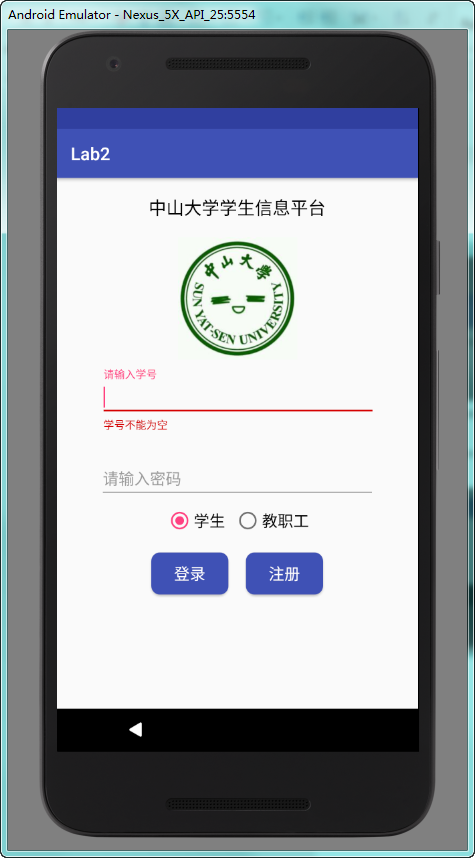 Android Emulator - Nexus_5X_API_25:5554
Lab2
中山大学学生信息平台
中山大学
SUN YAT-SEN UNIVERSITY
请输入学号
学号不能为空
请输入密码
学生 教职工
登录 注册